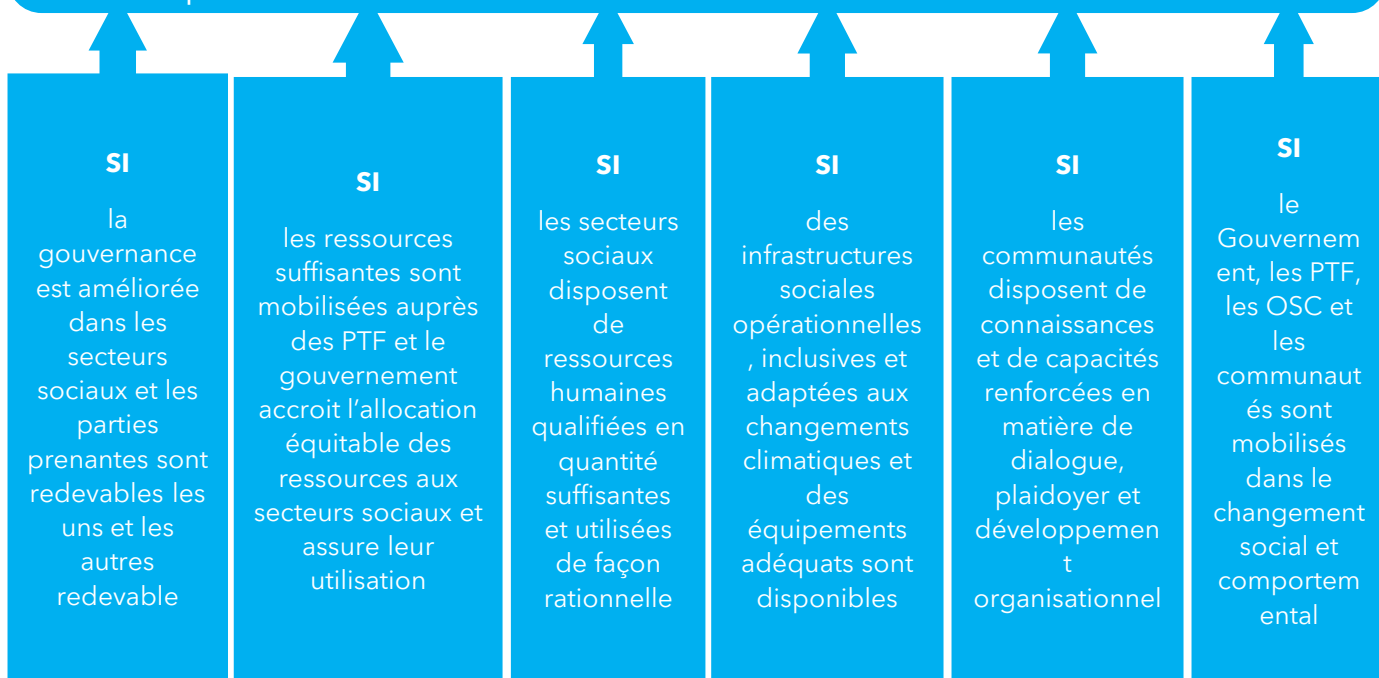 SI
la
gouvernance
est améliorée
dans les
secteurs
sociaux et les
parties
prenantes sont
redevables les
uns et les
autres
redevable
SI
les ressources
suffisantes sont
mobilisées auprès
des PTF et le
gouvernement
accroit l’allocation
équitable des
ressources aux
secteurs sociaux et
assure leur
utilisation
SI
les secteurs
sociaux
disposent
de
ressources
humaines
qualifiées en
quantité
suffisantes
et utilisées
de façon
rationnelle
SI
des
infrastructures
sociales
opérationnelles
, inclusives et
adaptées aux
changements
climatiques et
des
équipements
adéquats sont
disponibles
SI
les
communautés
disposent de
connaissances
et de capacités
renforcées en
matière de
dialogue,
plaidoyer et
développemen
t
organisationnel
SI
le
Gouvernem
ent, les PTF,
les OSC et
les
communaut
és sont
mobilisés
dans le
changement
social et
comportem
ental